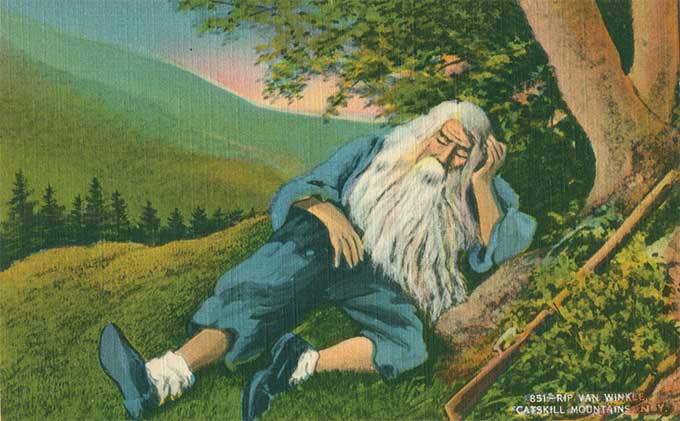 851—RIP VAN WINKLE,
CATSKILL MOUNTAINS, N. Y.